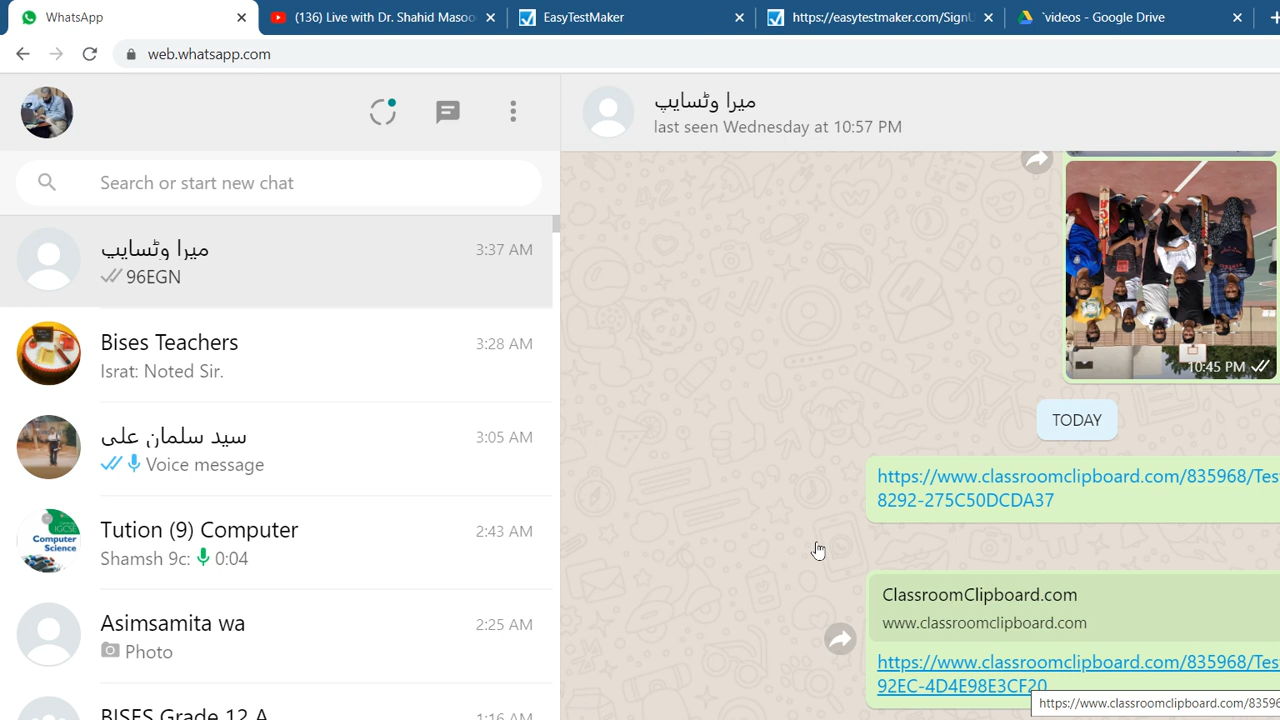 WhatsApp
(136) Live with Dr. Shahid Masoo
EasyTestMaker
https://easytestmaker.com/SignU
`videos - Google Drive
web.whatsapp.com
میرا وٹساپپ
last seen Wednesday at 10:57 PM
Search or start new chat
میرا وٹساپپ
3:37 AM
96EGN
Bises Teachers
3:28 AM
Israt: Noted Sir.
سید سلمان علی
3:05 AM
Voice message
Tution (9) Computer
2:43 AM
Shamsh 9c: 0:04
Asimsamita wa
2:25 AM
Photo
BISES Grade 12 A
1:16 AM
10:45 PM
TODAY
https://www.classroomclipboard.com/835968/Tes
8292-275C50DCDA37
ClassroomClipboard.com
www.classroomclipboard.com
https://www.classroomclipboard.com/835968/Tes
92EC-4D4E98E3CF20
https://www.classroomclipboard.com/83596
IGCSE
Computer
Science